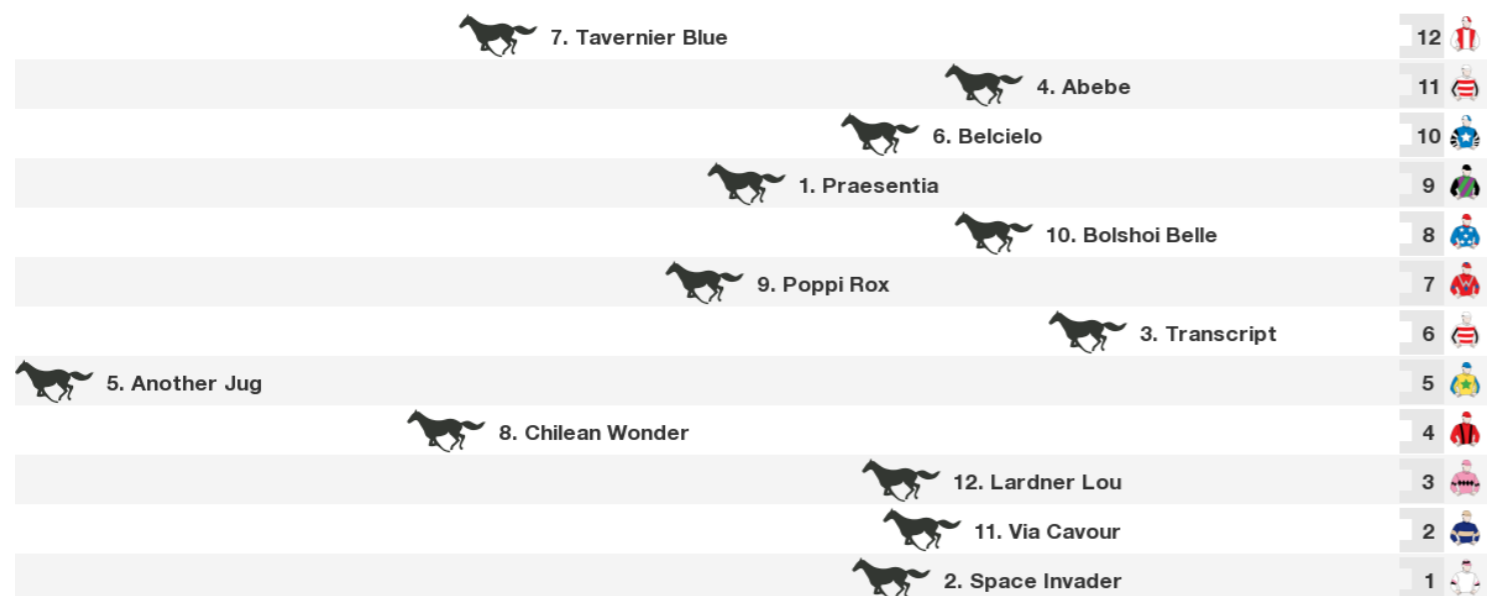 7. Tavernier Blue 12
4. Abebe 11
6. Belcielo 10
1. Praesentia 9
10. Bolshoi Belle 8
9. Poppi Rox 7
3. Transcript 6
5. Another Jug 5
8. Chilean Wonder 4
12. Lardner Lou 3
11. Via Cavour 2
2. Space Invader 1